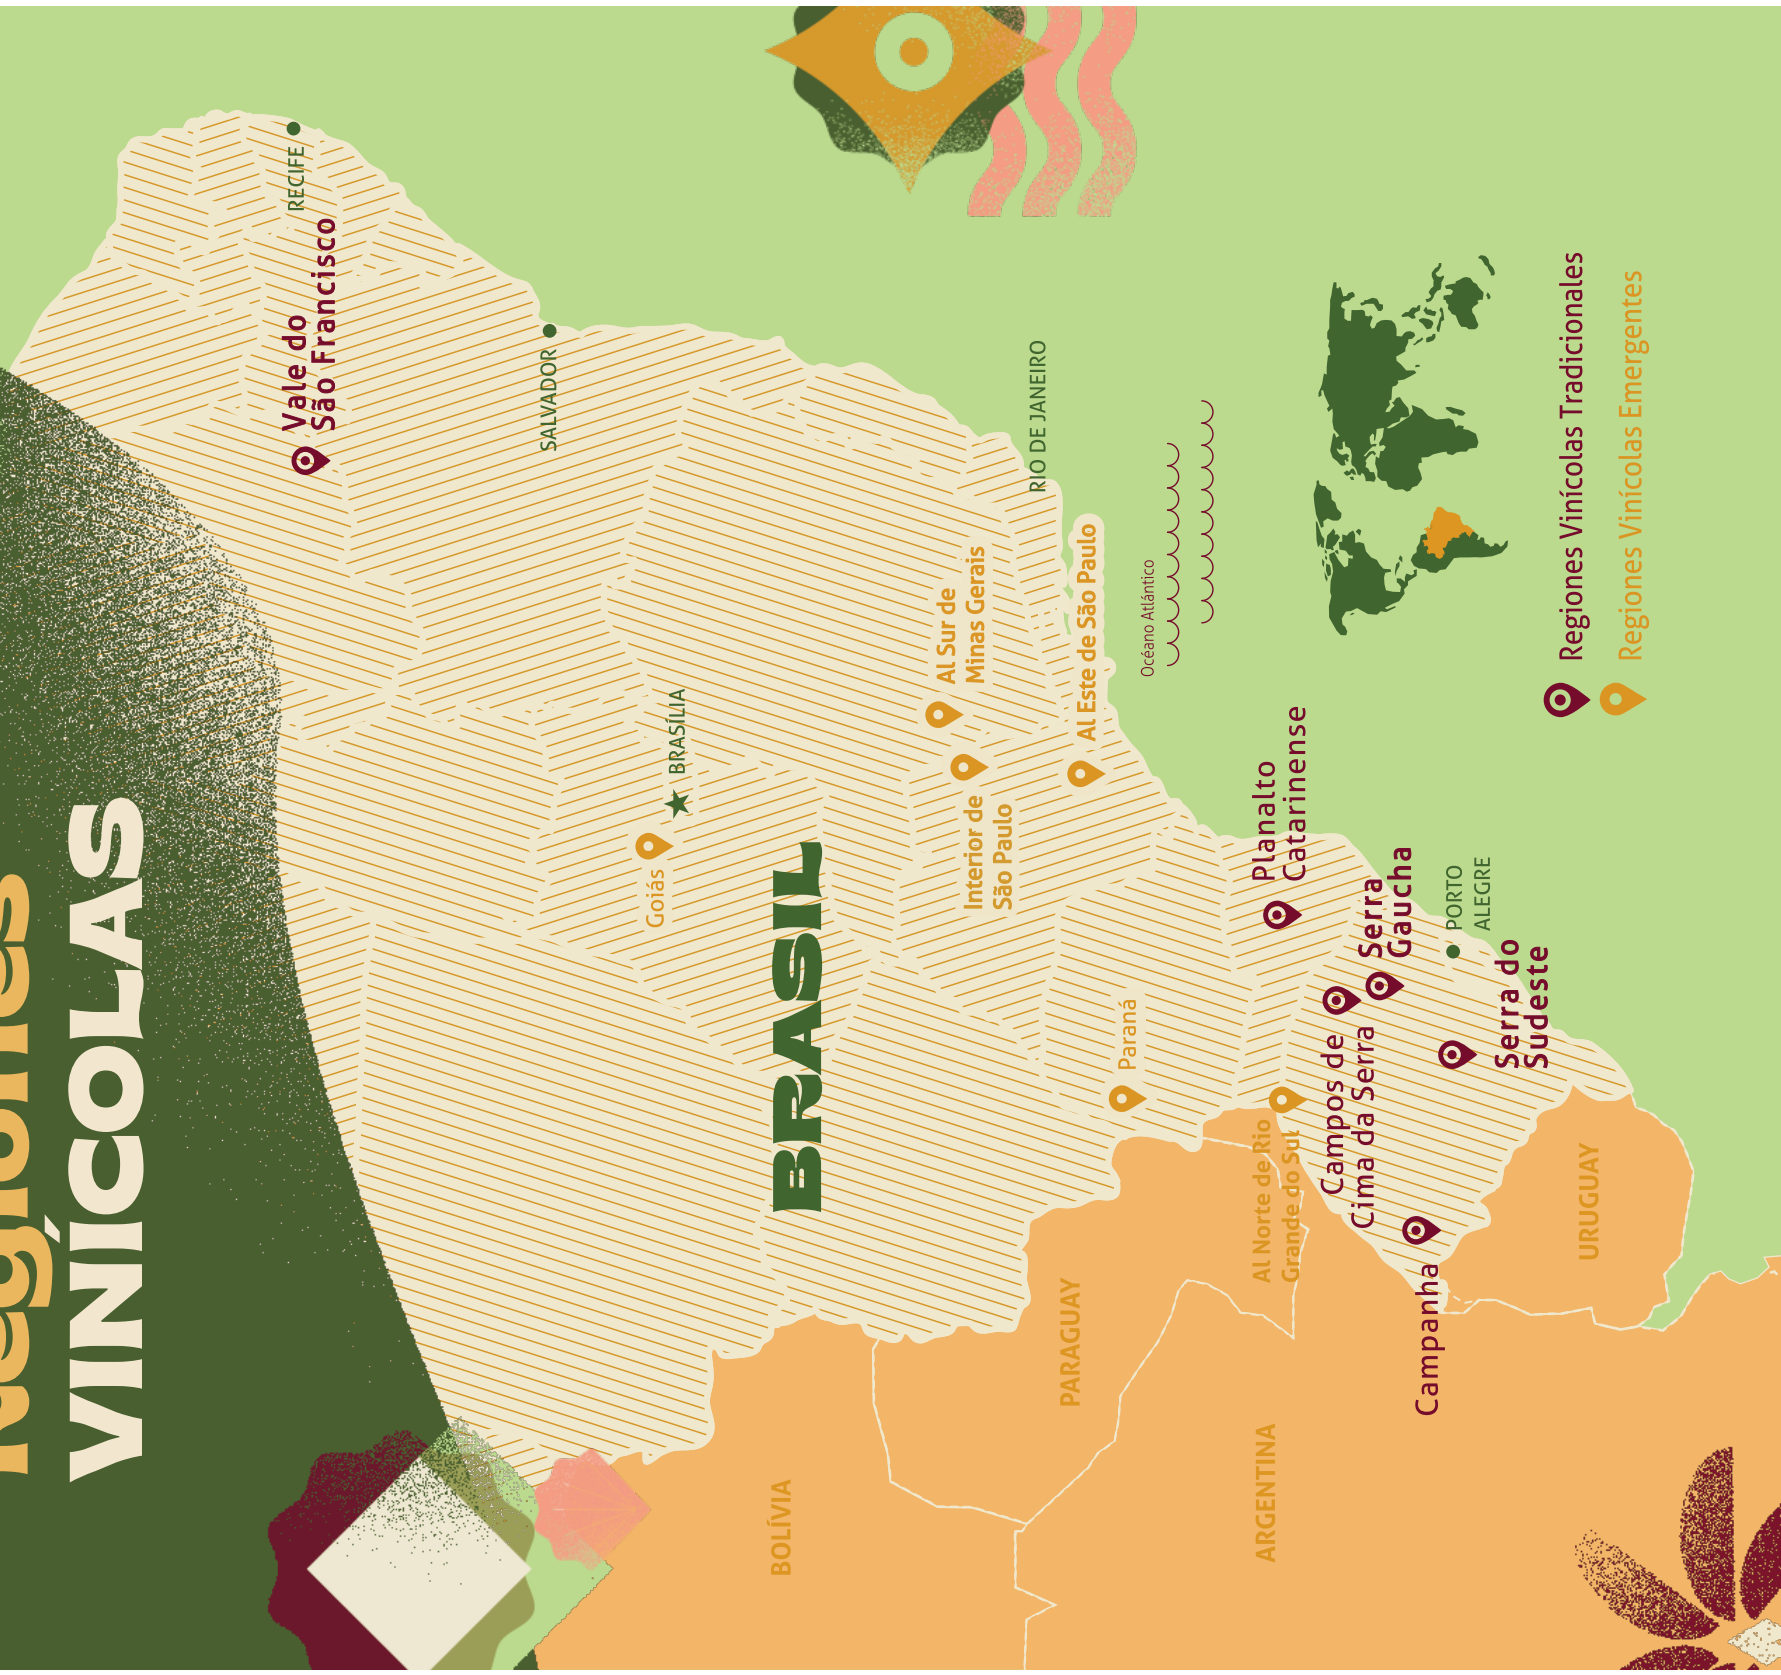 Regiones
VINÍCOLAS
RECIFE
Vale do
São Francisco
SALVADOR
RIO DE JANEIRO
Al Sur de
Minas Gerais
Al Este de São Paulo
Océano Atlántico
BRASÍLIA
Goiás
Interior de
São Paulo
BRASIL
Planalto
Catarinense
Serra
Gaucha
PORTO
ALEGRE
Serra do
Sudeste
Paraná
Campos de
Cima da Serra
Al Norte de Rio
Grande do Sul
Campanha
URUGUAY
PARAGUAY
ARGENTINA
BOLÍVIA
Regiones Vinícolas Tradicionales
Regiones Vinícolas Emergentes